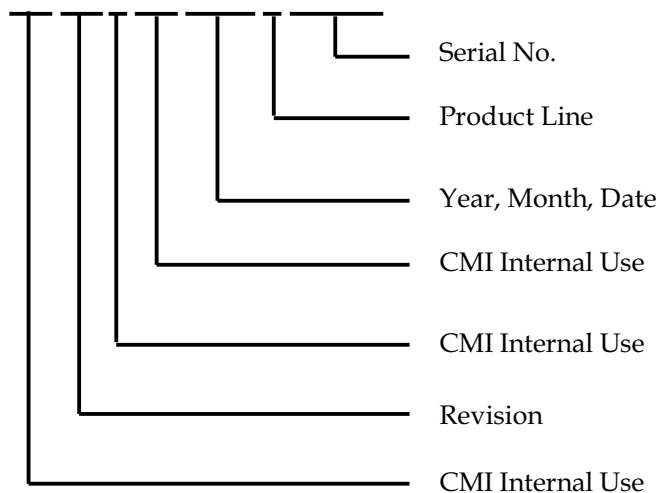 Serial No.
Product Line
Year, Month, Date
CMI Internal Use
CMI Internal Use
Revision
CMI Internal Use